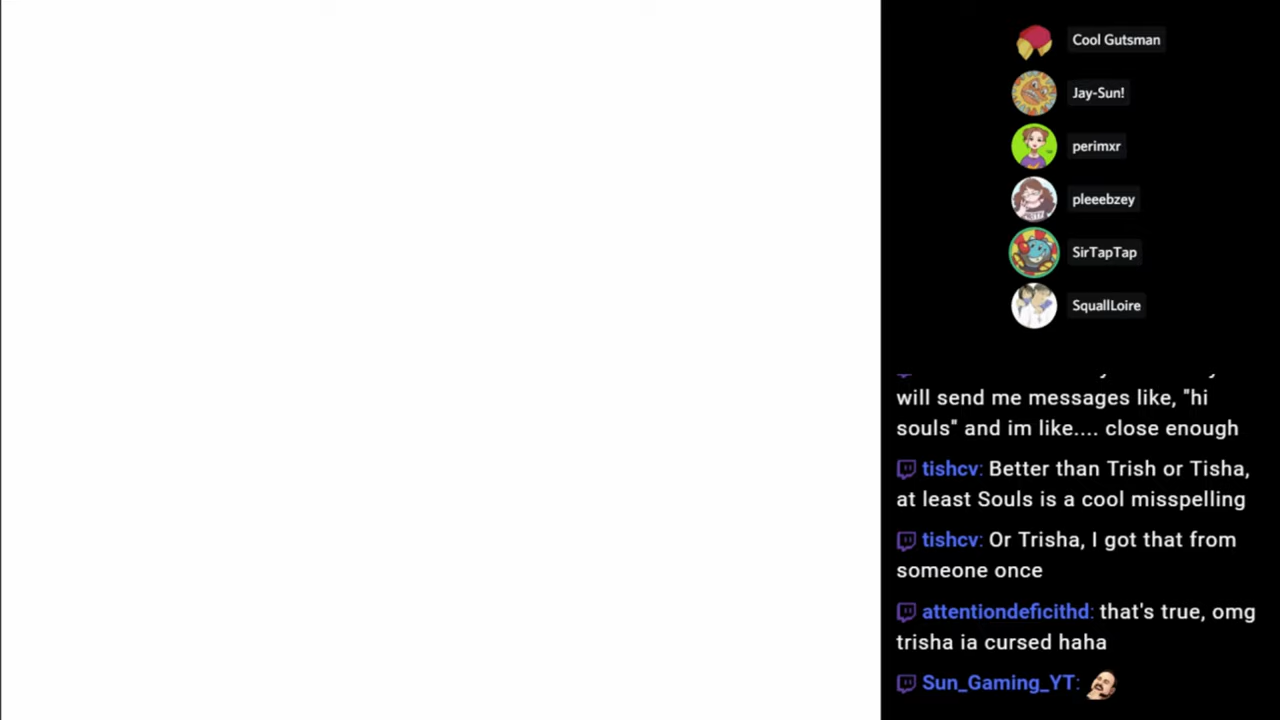 Cool Gutsman
Jay-Sun!
perimxr
pleeebzey
SirTapTap
SquallLoire
will send me messages like, "hi
souls" and im like.... close enough
tishcv: Better than Trish or Tisha,
at least Souls is a cool misspelling
tishcv: Or Trisha, I got that from
someone once
attentiondeficithd: that's true, omg
trisha ia cursed haha
Sun_Gaming_YT: